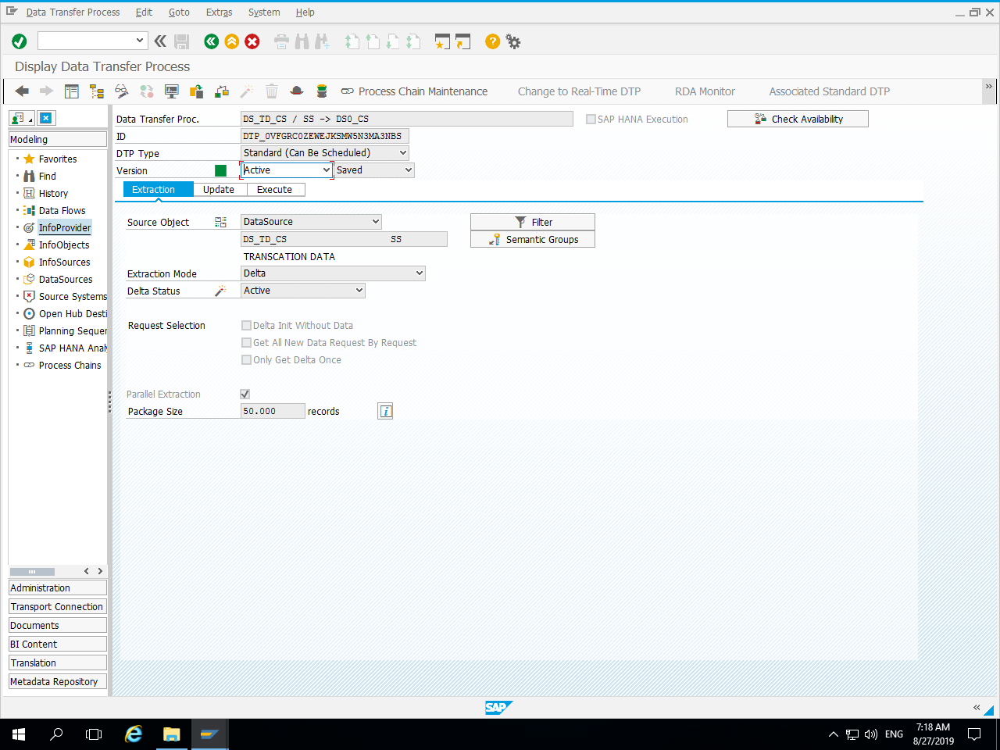 Data Transfer Process Edit Goto Extras System Help
Display Data Transfer Process
Process Chain Maintenance Change to Real-Time DTP RDA Monitor Associated Standard DTP
Modeling
Favorites
Find
History
Data Flows
InfoProvider
InfoObjects
InfoSources
DataSources
Source Systems
Open Hub Desti
Planning Sequer
SAP HANA Analy
Process Chains
Administration
Transport Connection
Documents
BI Content
Translation
Metadata Repository
Data Transfer Proc. DS_TD_CS / SS -> DSO_CS SAP HANA Execution Check Availability
ID DTP_0VFGRC0ZEWEJKSMW5N3MA3NBS
DTP Type Standard (Can Be Scheduled)
Version Active Saved
Extraction Update Execute
Source Object DataSource Filter
DS_TD_CS SS Semantic Groups
TRANSCATION DATA
Extraction Mode Delta
Delta Status Active
Request Selection Delta Init Without Data
Get All New Data Request By Request
Only Get Delta Once
Parallel Extraction
Package Size 50.000 records
SAP
ENG 7:18 AM
8/27/2019